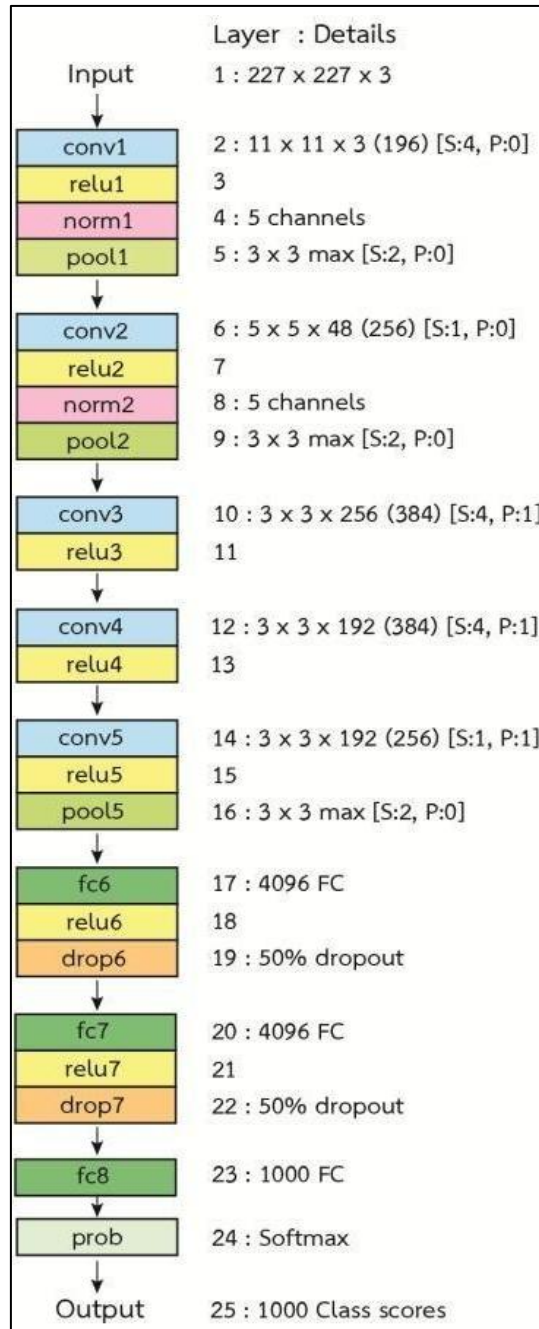 Layer : Details
Input 1 : 227 x 227 x 3
conv1 2 : 11 x 11 x 3 (196) [S:4, P:0]
relu1 3
norm1 4 : 5 channels
pool1 5 : 3 x 3 max [S:2, P:0]
conv2 6 : 5 x 5 x 48 (256) [S:1, P:0]
relu2 7
norm2 8 : 5 channels
pool2 9 : 3 x 3 max [S:2, P:0]
conv3 10 : 3 x 3 x 256 (384) [S:4, P:1]
relu3 11
conv4 12 : 3 x 3 x 192 (384) [S:4, P:1]
relu4 13
conv5 14 : 3 x 3 x 192 (256) [S:1, P:1]
relu5 15
pool5 16 : 3 x 3 max [S:2, P:0]
fc6 17 : 4096 FC
relu6 18
drop6 19 : 50% dropout
fc7 20 : 4096 FC
relu7 21
drop7 22 : 50% dropout
fc8 23 : 1000 FC
prob 24 : Softmax
Output 25 : 1000 Class scores